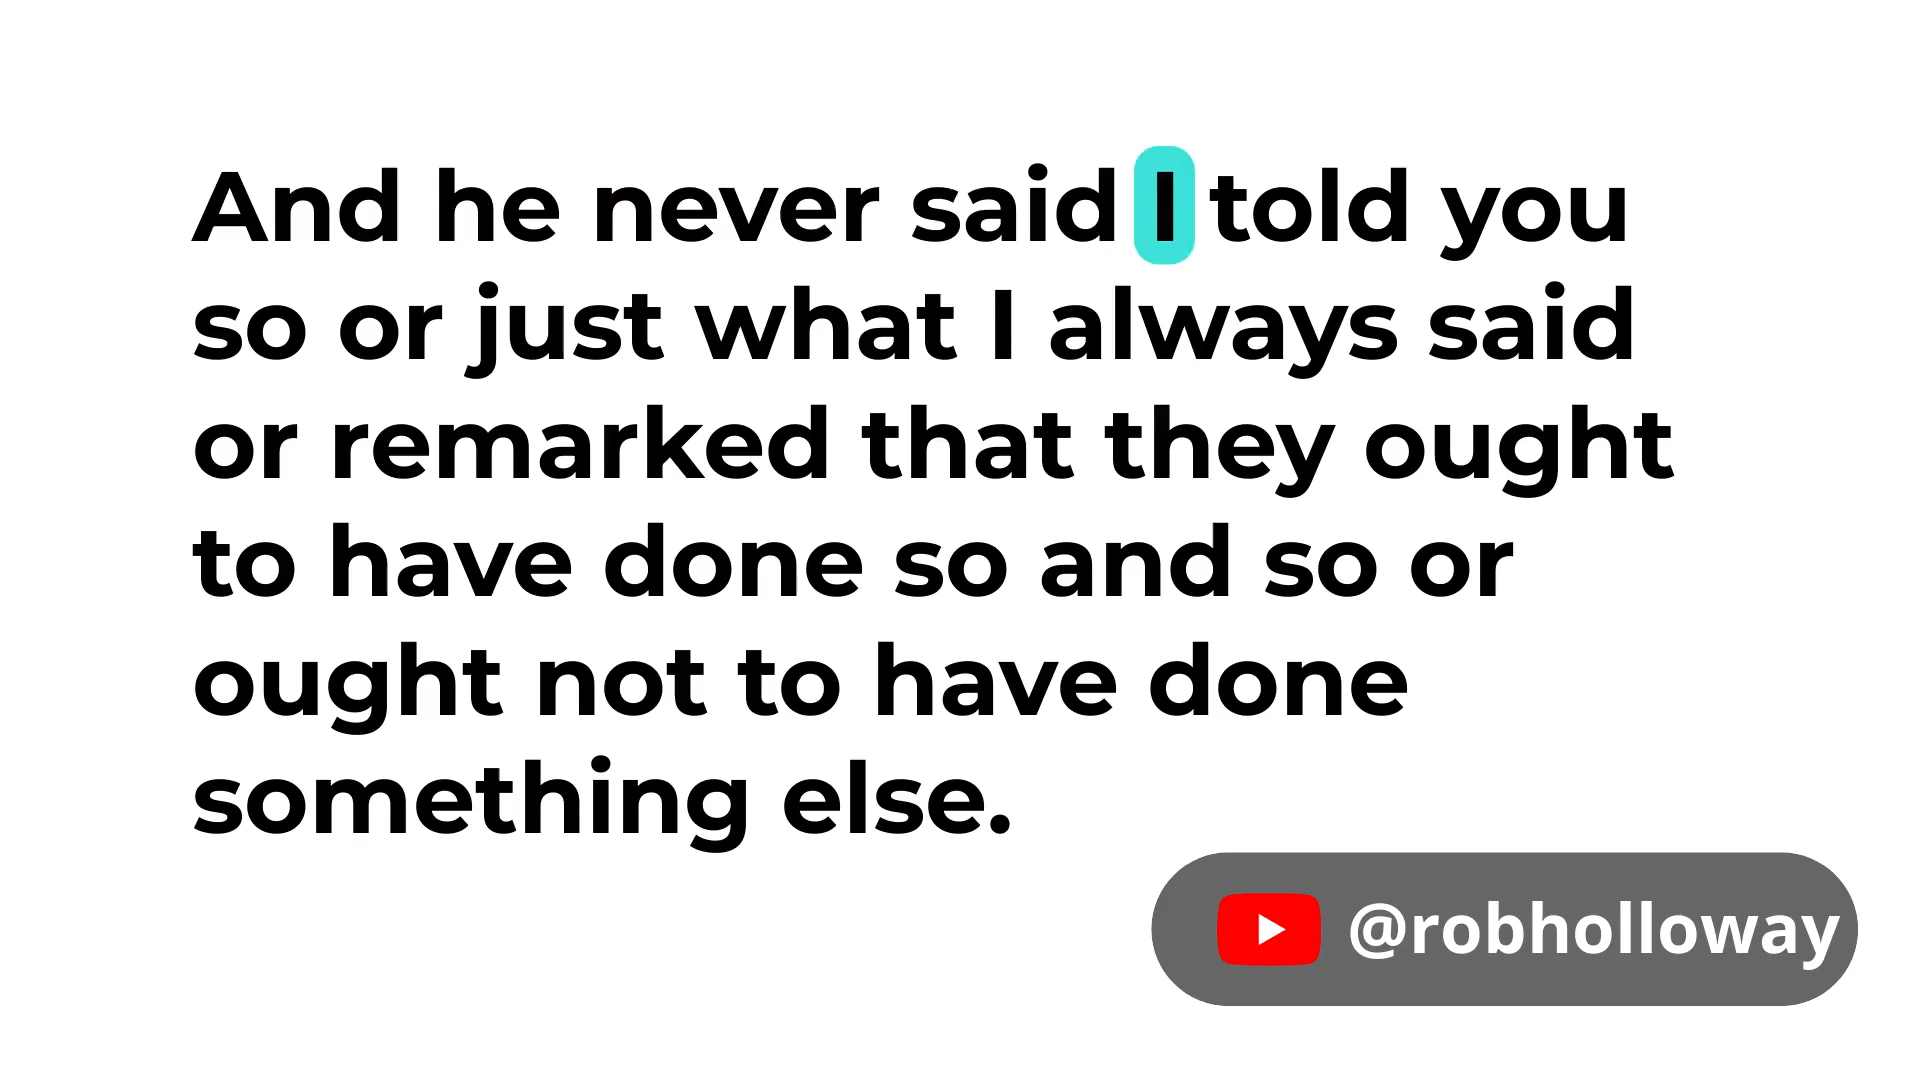 And he never said I told you
so or just what I always said
or remarked that they ought
to have done so and so or
ought not to have done
something else.
@robholloway